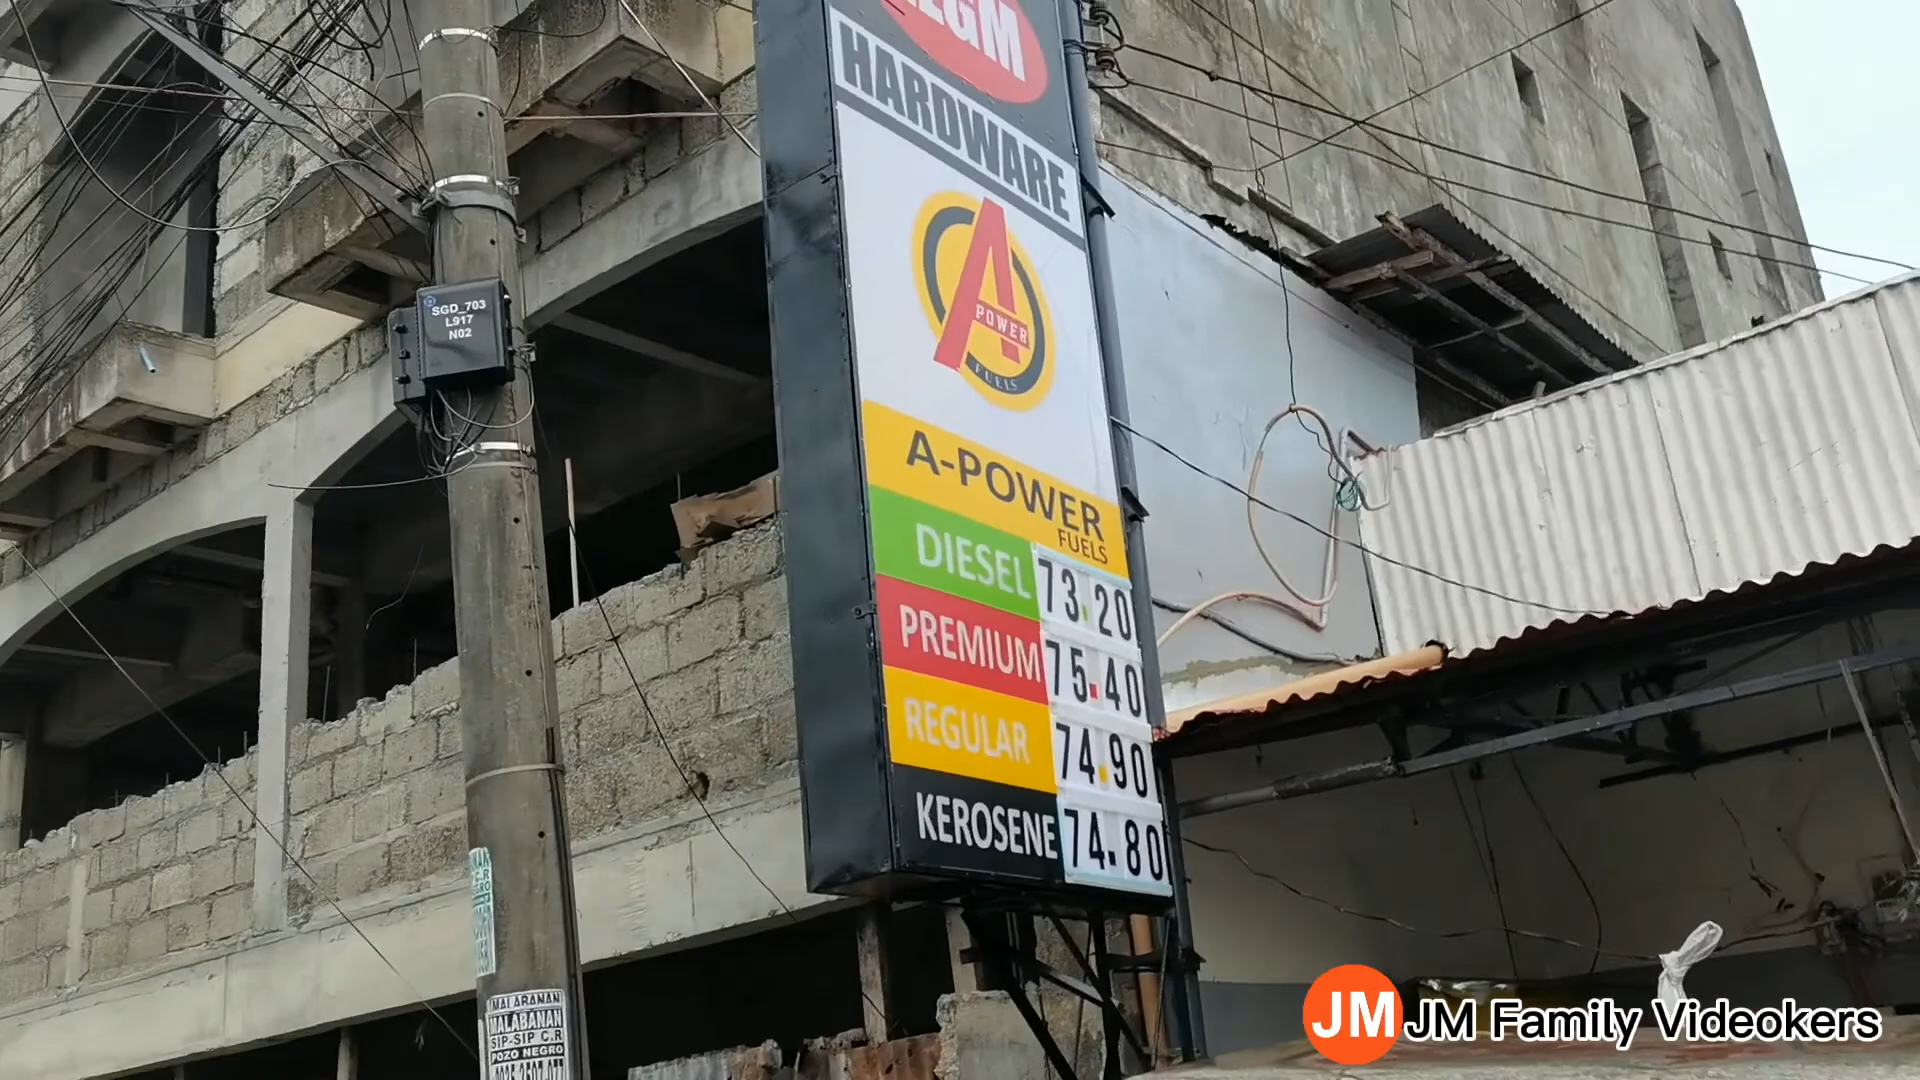 HARDWARE
A
POWER
FUELS
A-POWER
FUELS
DIESEL 73.20
PREMIUM 75.40
REGULAR 74.90
KEROSENE 74.80
SGD_703
L917
N02
MALABANAN
MALABANAN
SIP-SIP C.R
POZO NEGRO
JM JM Family Videokers